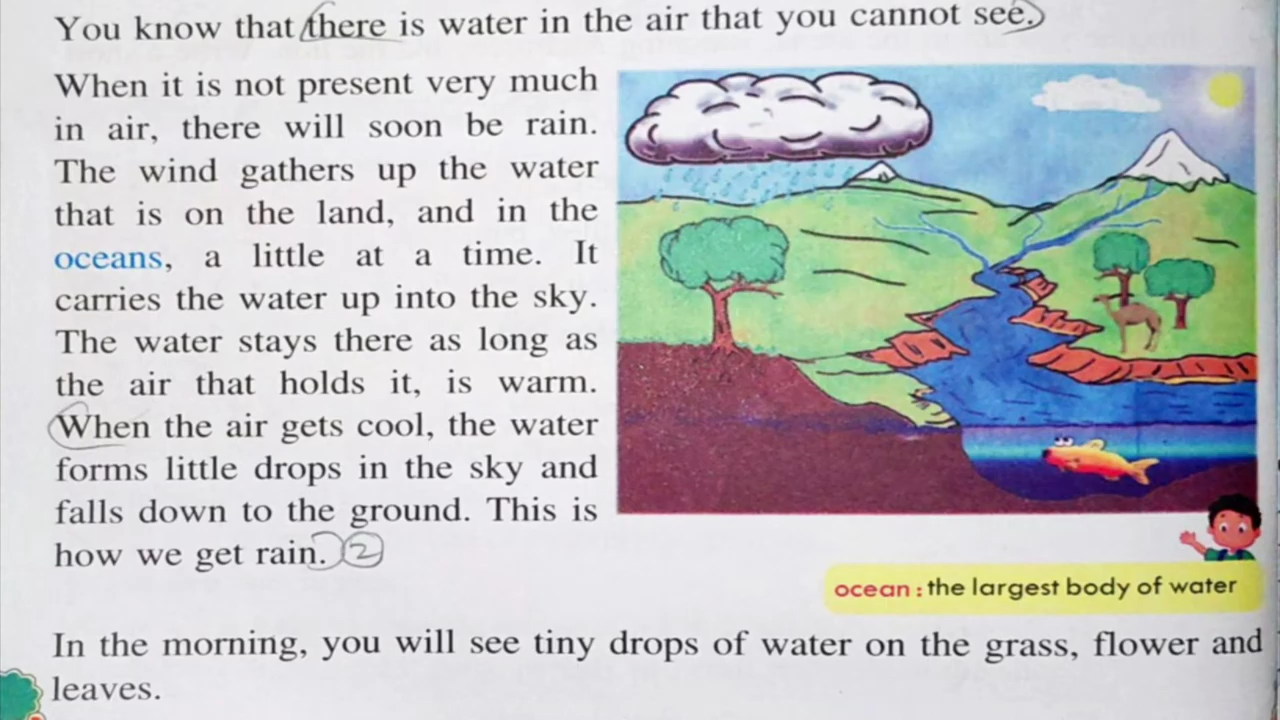 You know that there is water in the air that you cannot see.
When it is not present very much
in air, there will soon be rain.
The wind gathers up the water
that is on the land, and in the
oceans, a little at a time. It
carries the water up into the sky.
The water stays there as long as
the air that holds it, is warm.
When the air gets cool, the water
forms little drops in the sky and
falls down to the ground. This is
how we get rain. 2
ocean : the largest body of water
In the morning, you will see tiny drops of water on the grass, flower and
leaves.